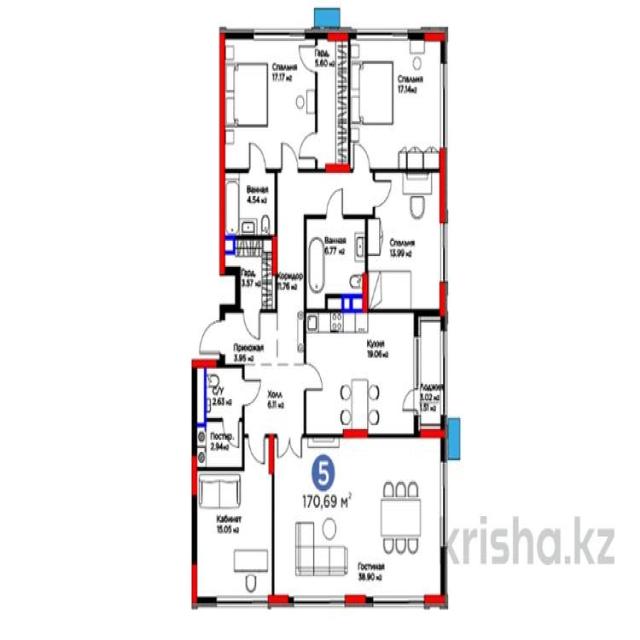 Гард.
5.60 м2
Спальня
17.17 м2
Спальня
17.14 м2
Ванная
4.54 м2
Ванная
6.77 м2
Спальня
13.99 м2
Гард.
3.57 м2
Коридор
11.76 м2
Прихожая
3.95 м2
Кухня
19.06 м2
Лоджия
3.02 м2
1.51
С/У
2.63 м2
Холл
6.11 м2
Постир.
2.94 м2
5
170,69 м²
Кабинет
15.05 м2
Гостиная
38.90 м2
krisha.kz